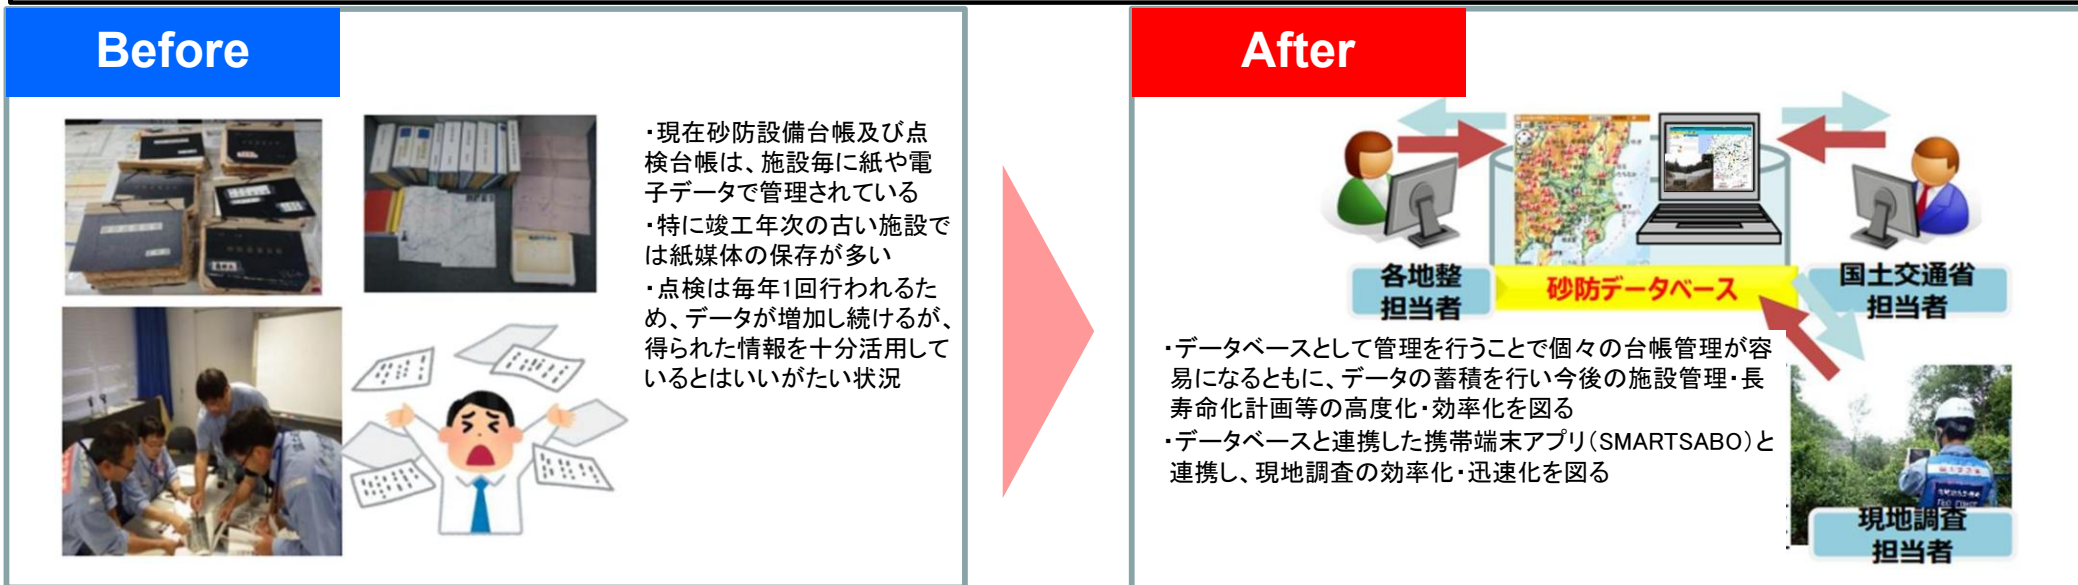 Before
・現在砂防設備台帳及び点
検台帳は、施設毎に紙や電
子データで管理されている
・特に竣工年次の古い施設で
は紙媒体の保存が多い
・点検は毎年1回行われるた
め、データが増加し続けるが、
得られた情報を十分活用して
いるとはいいがたい状況
After
各地整
担当者
砂防データベース
国土交通省
担当者
・データベースとして管理を行うことで個々の台帳管理が容
易になるともに、データの蓄積を行い今後の施設管理・長
寿命化計画等の高度化・効率化を図る
・データベースと連携した携帯端末アプリ(SMARTSABO)と
連携し、現地調査の効率化・迅速化を図る
現地調査
担当者